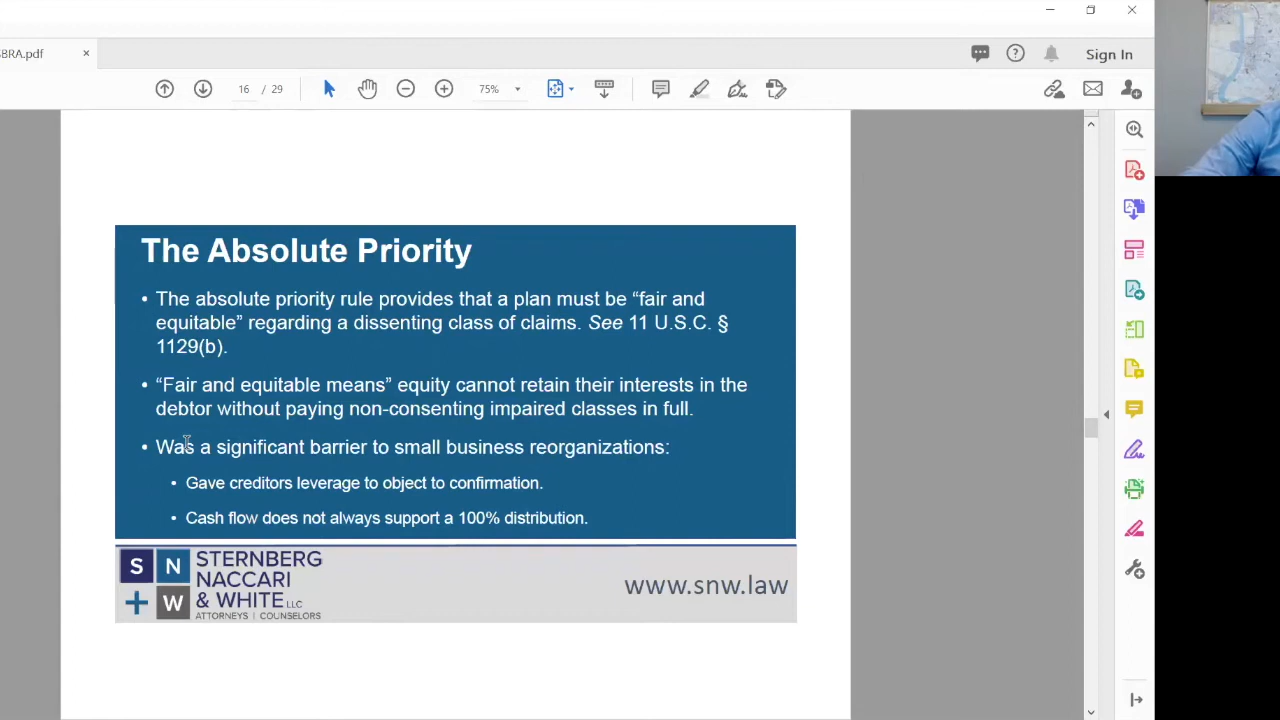 BRA.pdf
Sign In
16 / 29
75%
The Absolute Priority
• The absolute priority rule provides that a plan must be “fair and
equitable” regarding a dissenting class of claims. See 11 U.S.C. §
1129(b).
• “Fair and equitable means” equity cannot retain their interests in the
debtor without paying non-consenting impaired classes in full.
• Was a significant barrier to small business reorganizations:
• Gave creditors leverage to object to confirmation.
• Cash flow does not always support a 100% distribution.
S N
W
STERNBERG
NACCARI
& WHITE LLC
ATTORNEYS | COUNSELORS
www.snw.law